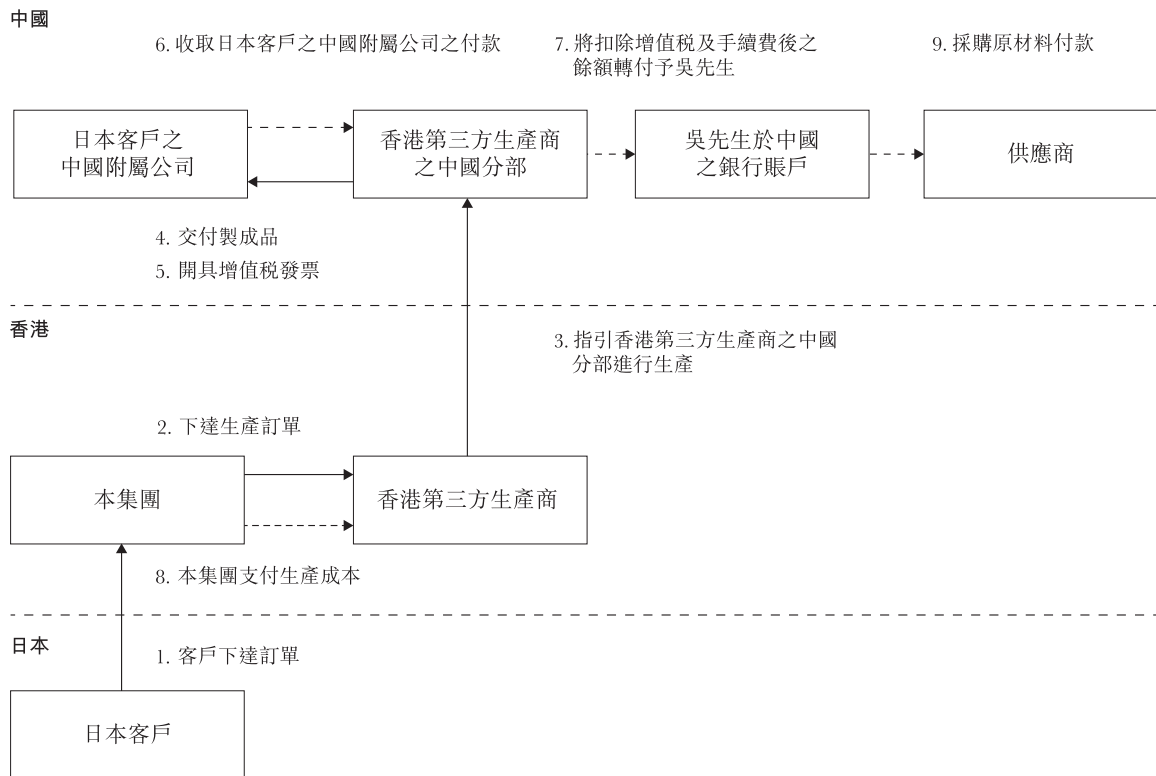 中國
6. 收取日本客戶之中國附屬公司之付款
7. 將扣除增值税及手續費後之
餘額轉付予吳先生
9. 採購原材料付款
日本客戶之
中國附屬公司
香港第三方生產商
之中國分部
吳先生於中國
之銀行賬戶
供應商
4. 交付製成品
5. 開具增值税發票
香港
3. 指引香港第三方生產商之中國
分部進行生產
2. 下達生產訂單
本集團
香港第三方生產商
8. 本集團支付生產成本
日本
1. 客戶下達訂單
日本客戶